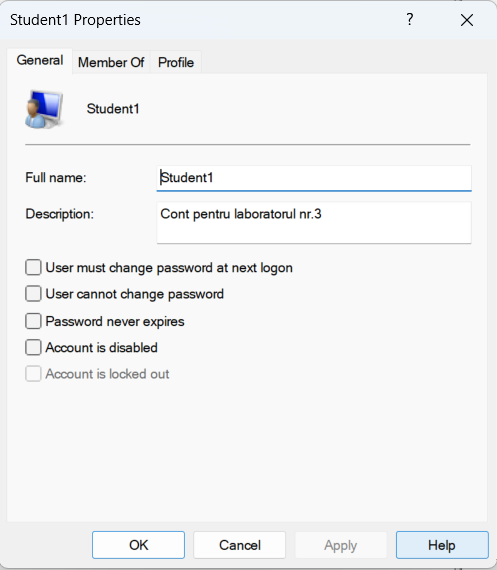 Student1 Properties
?
General
Member Of
Profile
Student1
Full name:
Student1
Description:
Cont pentru laboratorul nr.3
User must change password at next logon
User cannot change password
Password never expires
Account is disabled
Account is locked out
OK
Cancel
Apply
Help